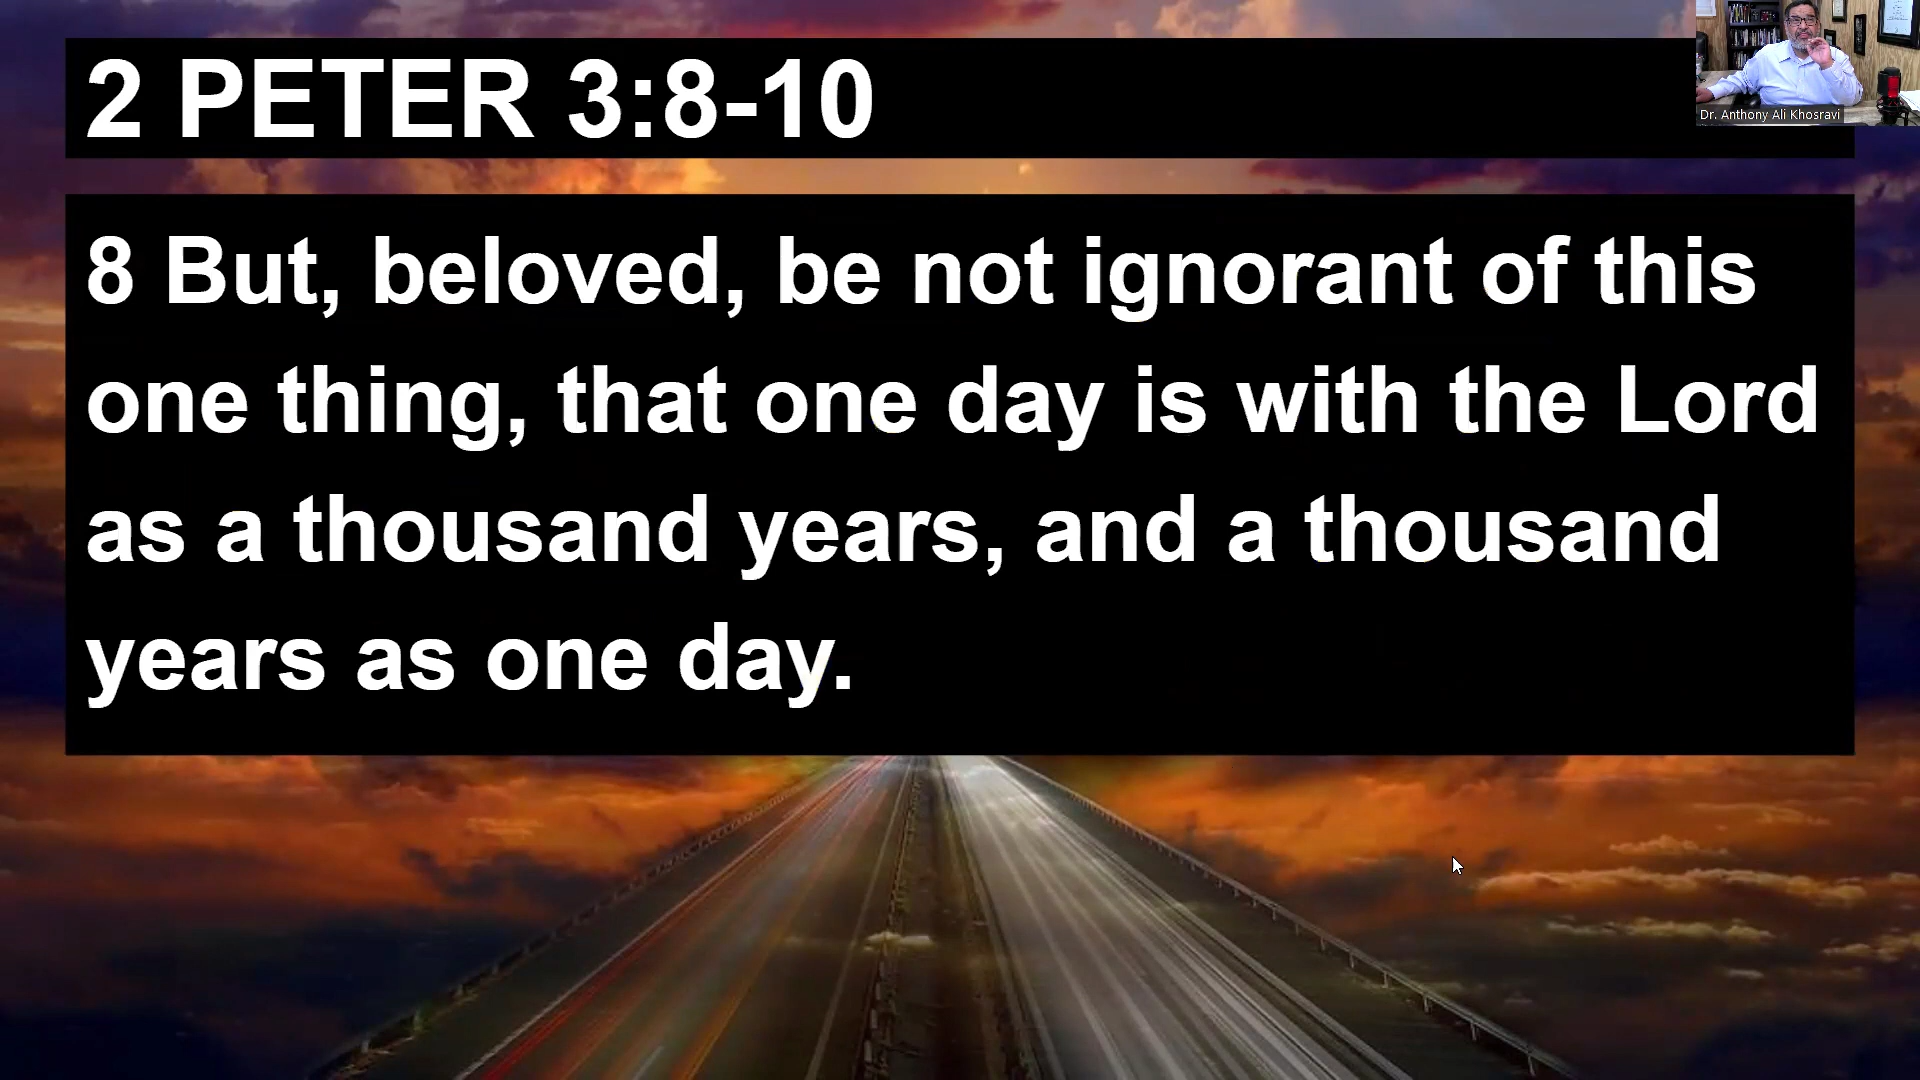 2 PETER 3:8-10
Dr. Anthony Ali Khosravi
8 But, beloved, be not ignorant of this
one thing, that one day is with the Lord
as a thousand years, and a thousand
years as one day.